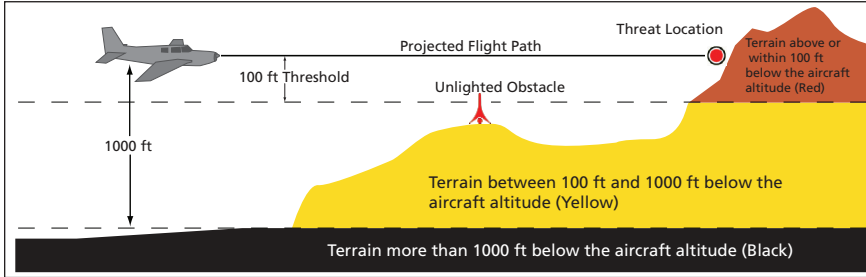 Threat Location
Projected Flight Path
Terrain above or
within 100 ft
below the aircraft
altitude (Red)
100 ft Threshold
Unlighted Obstacle
1000 ft
Terrain between 100 ft and 1000 ft below the
aircraft altitude (Yellow)
Terrain more than 1000 ft below the aircraft altitude (Black)